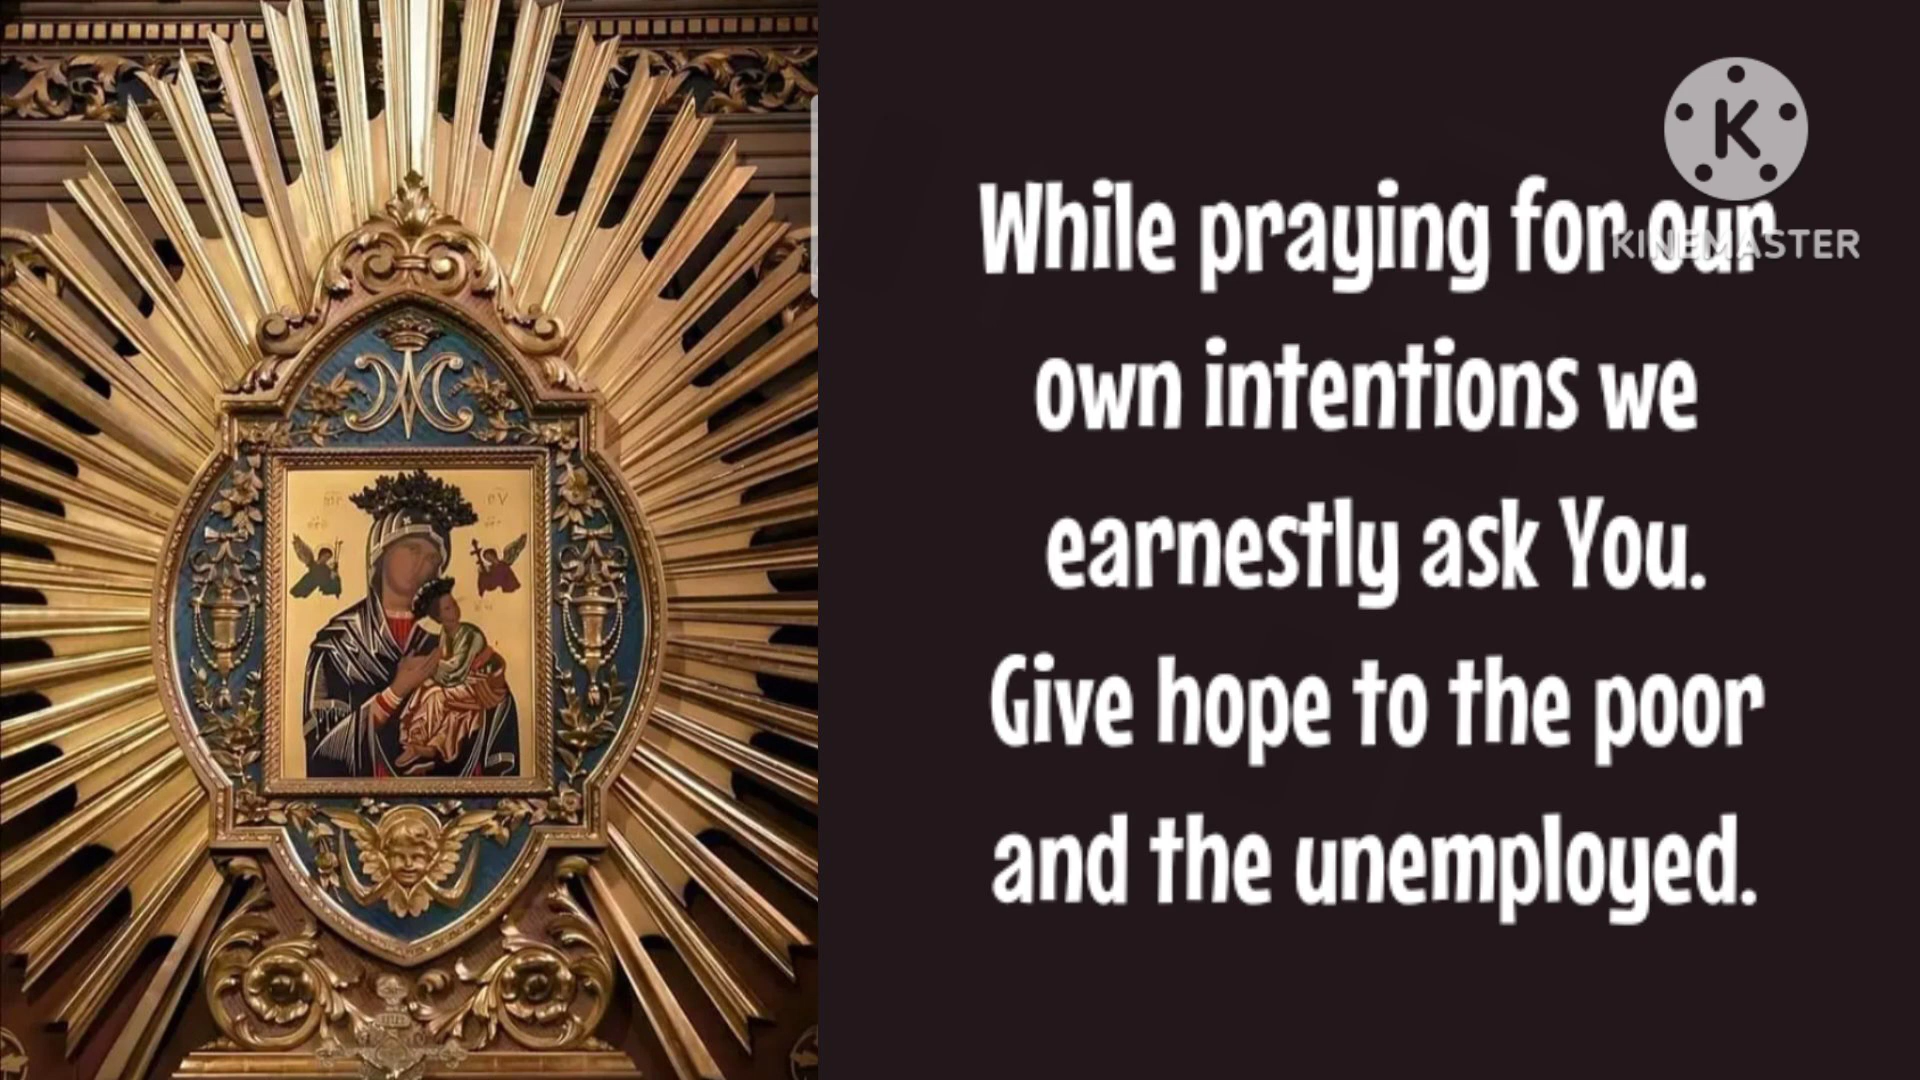 While praying for our
own intentions we
earnestly ask You.
Give hope to the poor
and the unemployed.
K
KINEMASTER